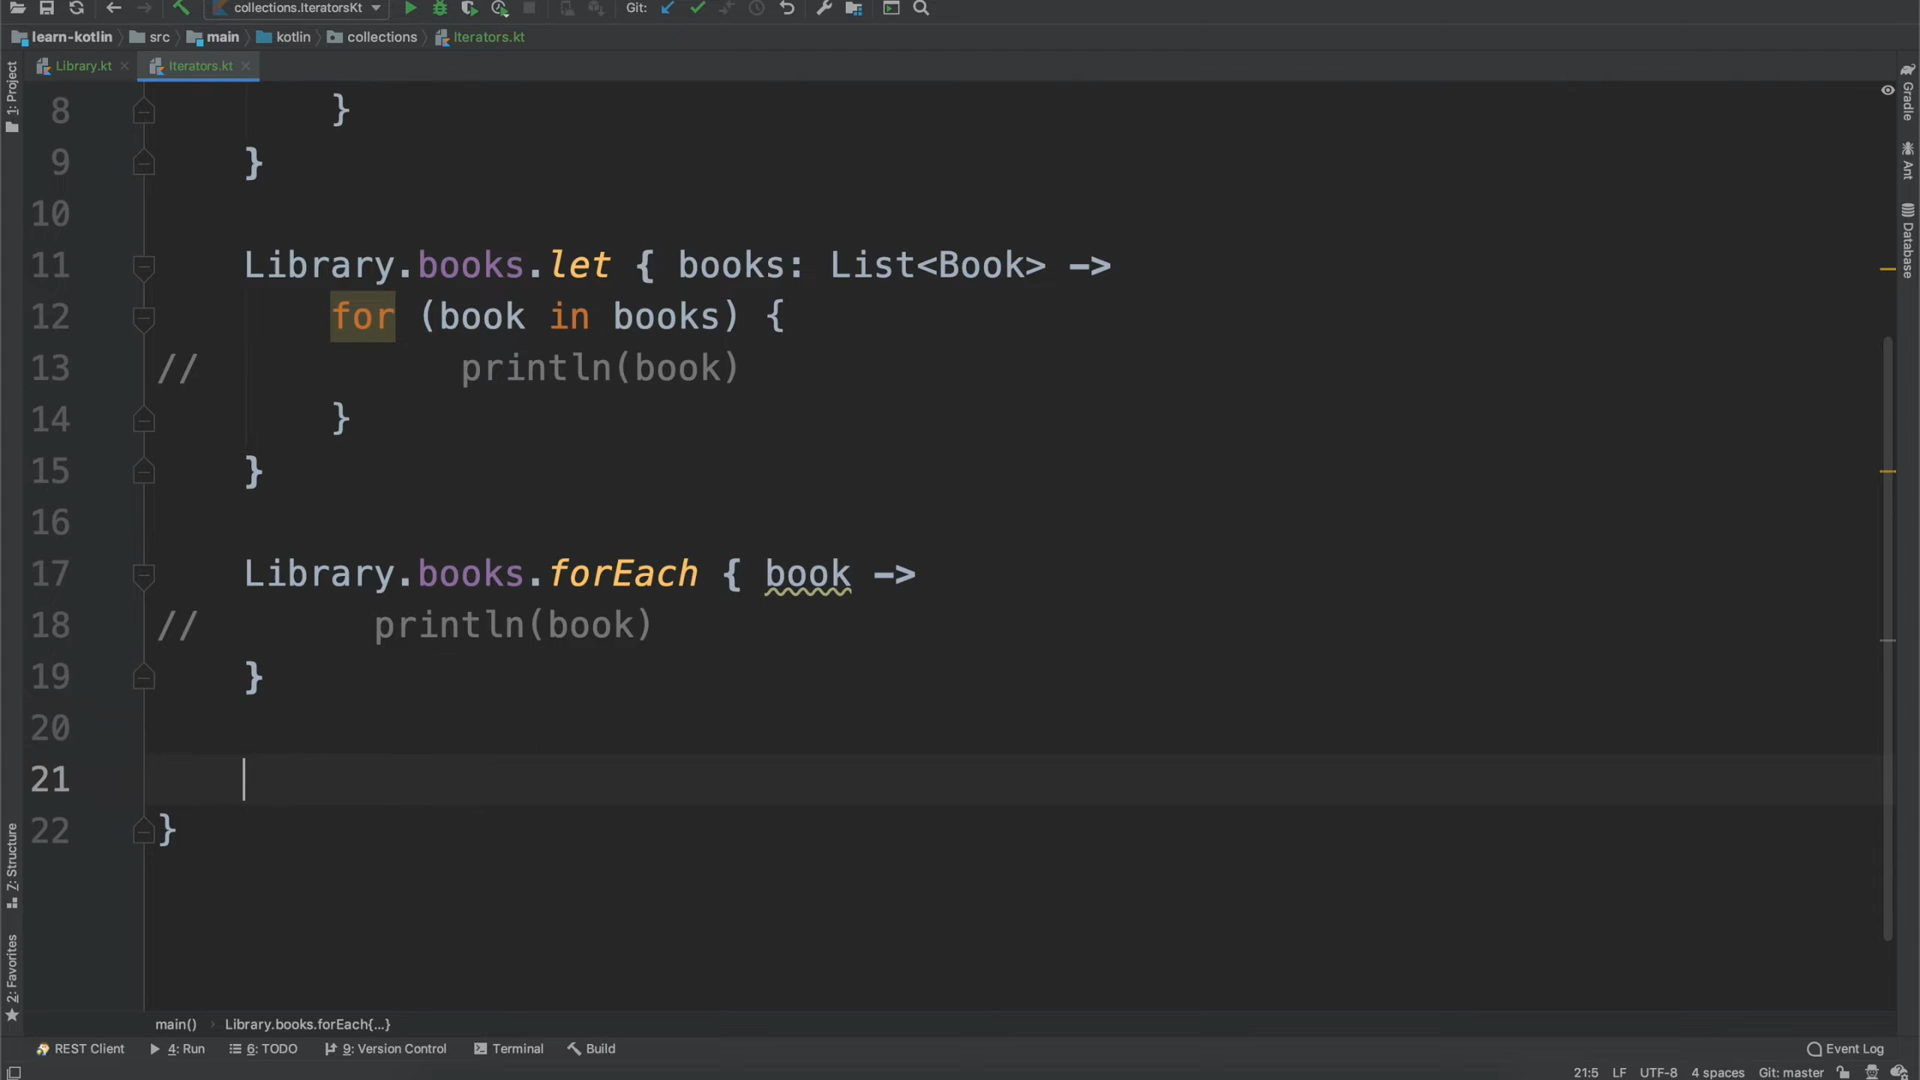 collections.IteratorsKt
Git:
learn-kotlin
src
main
kotlin
collections
Iterators.kt
Library.kt
Iterators.kt
1: Project
Gradle
Ant
Database
8 }
9 }
10
11 Library.books.let { books: List<Book> ->
12 for (book in books) {
13 // println(book)
14 }
15 }
16
17 Library.books.forEach { book ->
18 // println(book)
19 }
20
21
22 }
Z: Structure
2: Favorites
main()
Library.books.forEach{...}
REST Client
4: Run
6: TODO
9: Version Control
Terminal
Build
Event Log
21:5
LF
UTF-8
4 spaces
Git: master